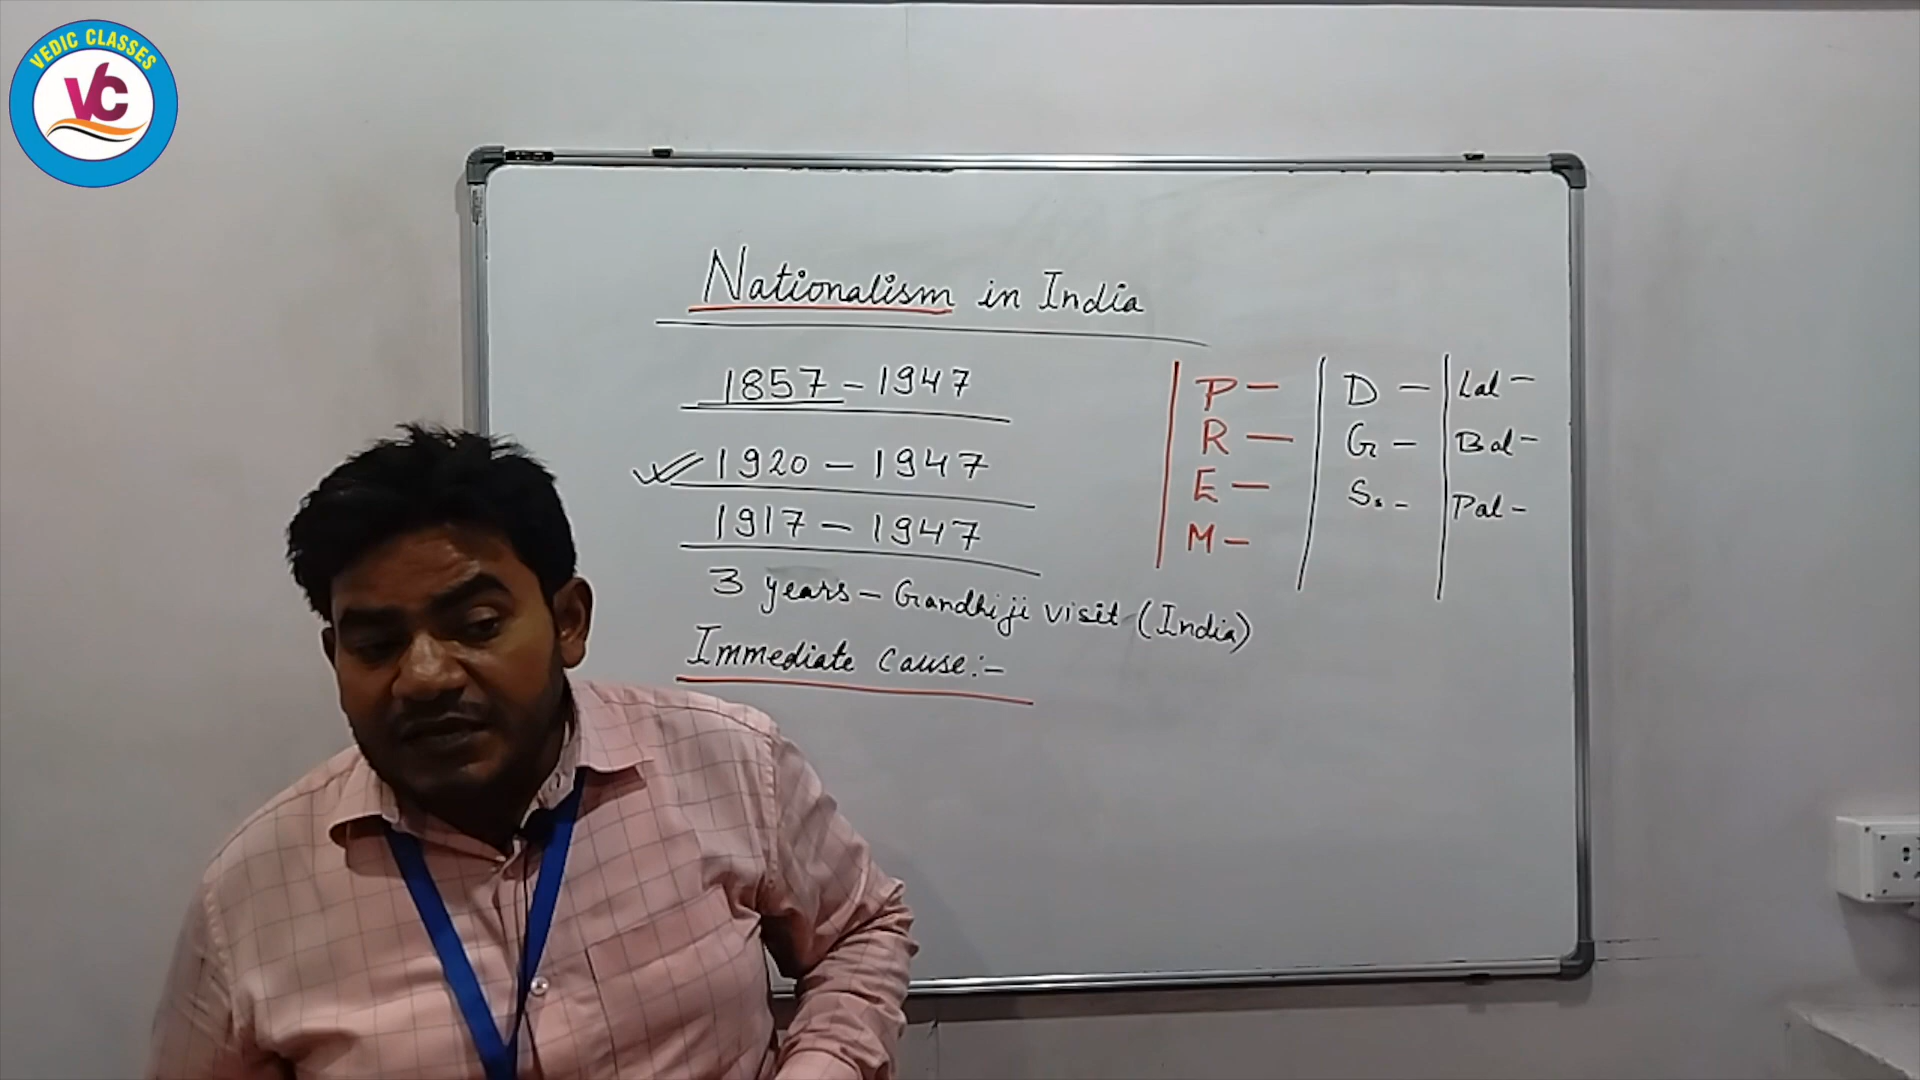 VEDIC CLASSES
VC
Nationalism in India
1857 - 1947
1920 - 1947
1917 - 1947
3 years - Gandhiji visit (India)
Immediate cause:-
P -
R -
E -
M -
D -
G -
S. -
Lal -
Bal -
Pal -